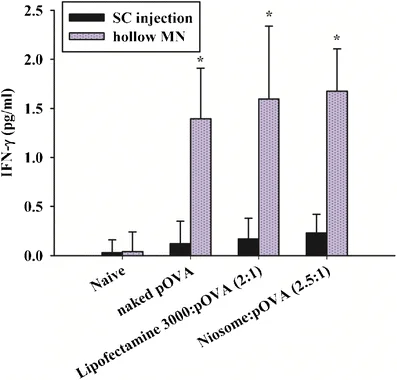 2.5
2.0
1.5
1.0
0.5
0.0
IFN-γ (pg/ml)
SC injection
hollow MN
*
*
*
Naive
naked pOVA
Lipofectamine 3000:pOVA (2:1)
Niosome:pOVA (2.5:1)